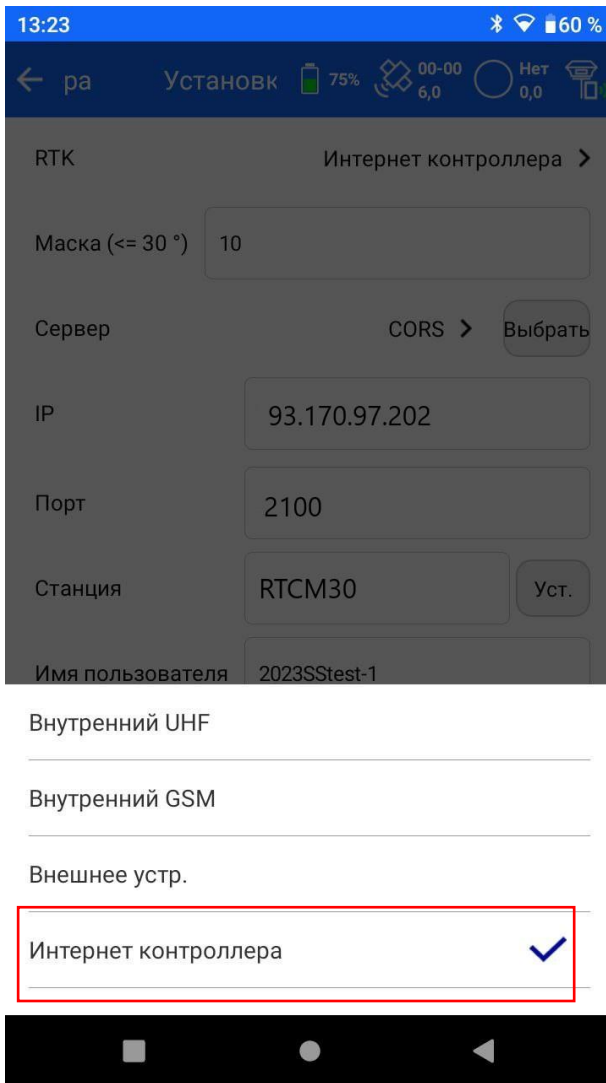 13:23 60 %
ра Установк 75% 00-00 6,0 Нет 0,0
RTK Интернет контроллера
Маска (<= 30 °) 10
Сервер CORS Выбрать
IP 93.170.97.202
Порт 2100
Станция RTCM30 Уст.
Имя пользователя 2023SStest-1
Внутренний UHF
Внутренний GSM
Внешнее устр.
Интернет контроллера